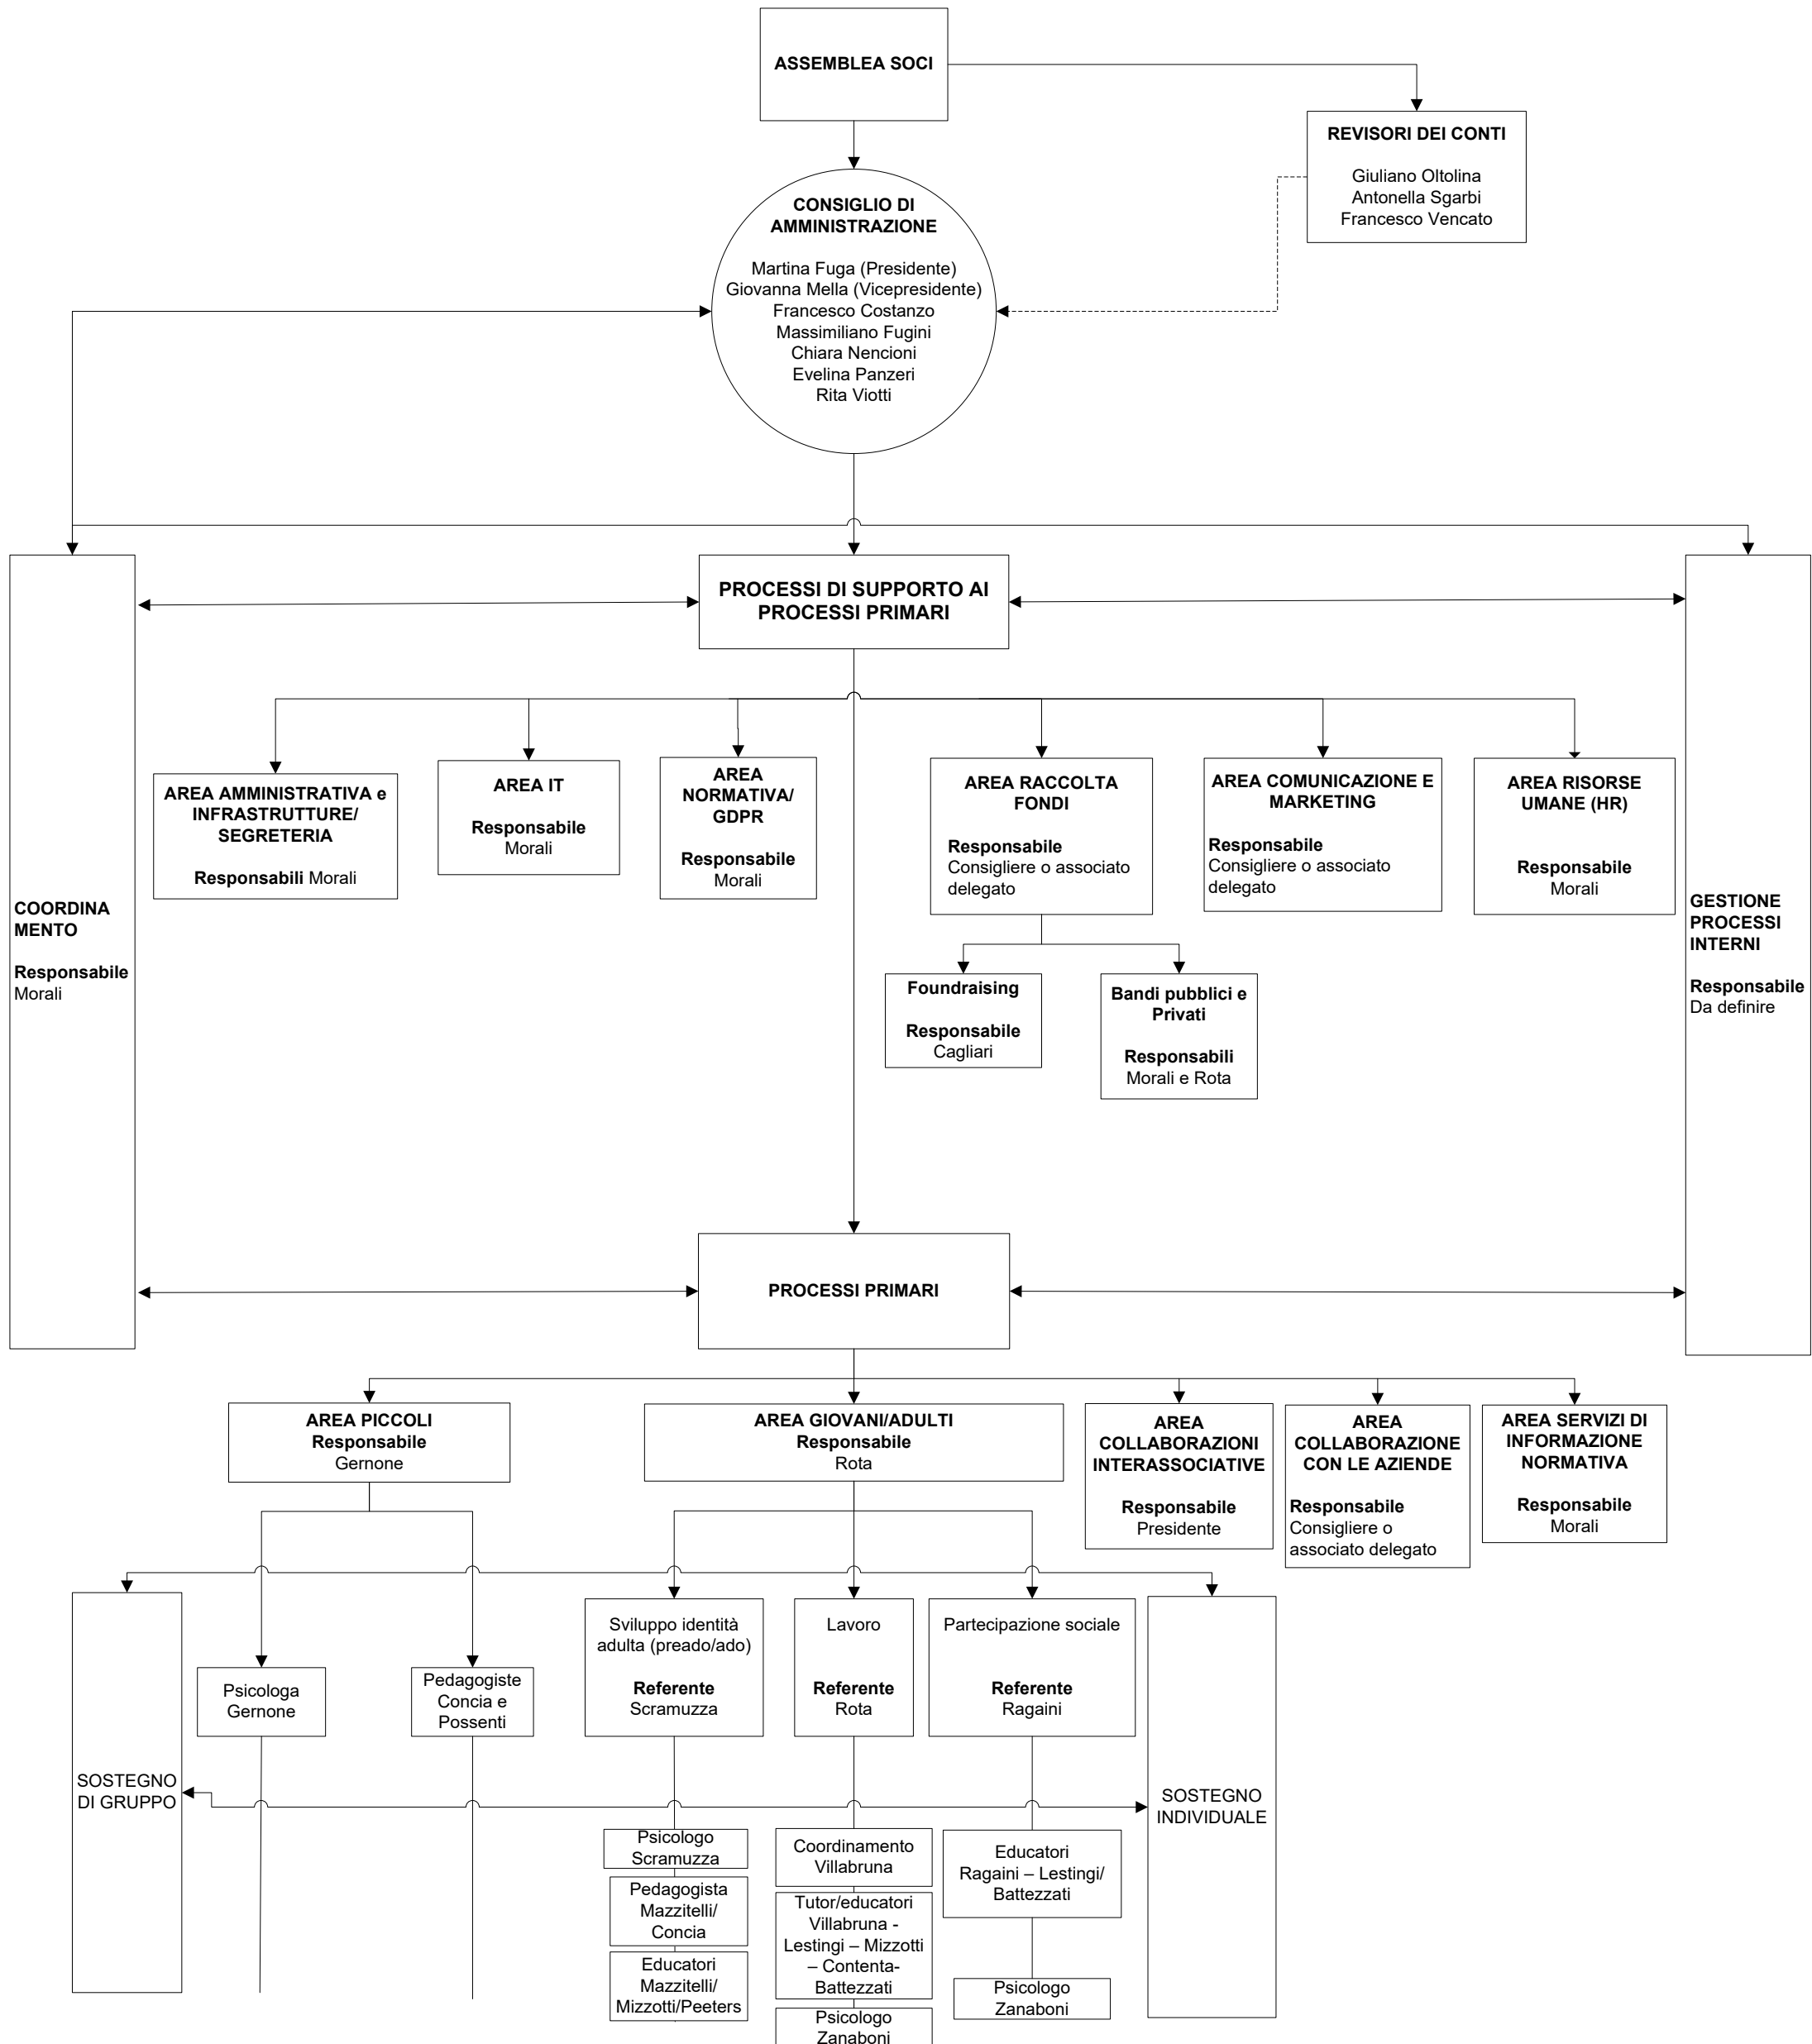 ASSEMBLEA SOCI
REVISORI DEI CONTI
Giuliano Oltolina
Antonella Sgarbi
Francesco Vencato
CONSIGLIO DI
AMMINISTRAZIONE
Martina Fuga (Presidente)
Giovanna Mella (Vicepresidente)
Francesco Costanzo
Massimiliano Fugini
Chiara Nencioni
Evelina Panzeri
Rita Viotti
PROCESSI DI SUPPORTO AI
PROCESSI PRIMARI
COORDINA
MENTO
Responsabile
Morali
AREA AMMINISTRATIVA e
INFRASTRUTTURE/
SEGRETERIA
Responsabili Morali
AREA IT
Responsabile
Morali
AREA
NORMATIVA/
GDPR
Responsabile
Morali
AREA RACCOLTA
FONDI
Responsabile
Consigliere o associato
delegato
AREA COMUNICAZIONE E
MARKETING
Responsabile
Consigliere o associato
delegato
AREA RISORSE
UMANE (HR)
Responsabile
Morali
GESTIONE
PROCESSI
INTERNI
Responsabile
Da definire
Foundraising
Responsabile
Cagliari
Bandi pubblici e
Privati
Responsabili
Morali e Rota
PROCESSI PRIMARI
AREA PICCOLI
Responsabile
Gernone
AREA GIOVANI/ADULTI
Responsabile
Rota
AREA
COLLABORAZIONI
INTERASSOCIATIVE
Responsabile
Presidente
AREA
COLLABORAZIONE
CON LE AZIENDE
Responsabile
Consigliere o
associato delegato
AREA SERVIZI DI
INFORMAZIONE
NORMATIVA
Responsabile
Morali
SOSTEGNO
DI GRUPPO
Psicologa
Gernone
Pedagogiste
Concia e
Possenti
Sviluppo identità
adulta (preado/ado)
Referente
Scramuzza
Lavoro
Referente
Rota
Partecipazione sociale
Referente
Ragaini
SOSTEGNO
INDIVIDUALE
Psicologo
Scramuzza
Pedagogista
Mazzitelli/
Concia
Educatori
Mazzitelli/
Mizzotti/Peeters
Coordinamento
Villabruna
Tutor/educatori
Villabruna -
Lestingi – Mizzotti
– Contenta-
Battezzati
Psicologo
Zanaboni
Educatori
Ragaini – Lestingi/
Battezzati
Psicologo
Zanaboni